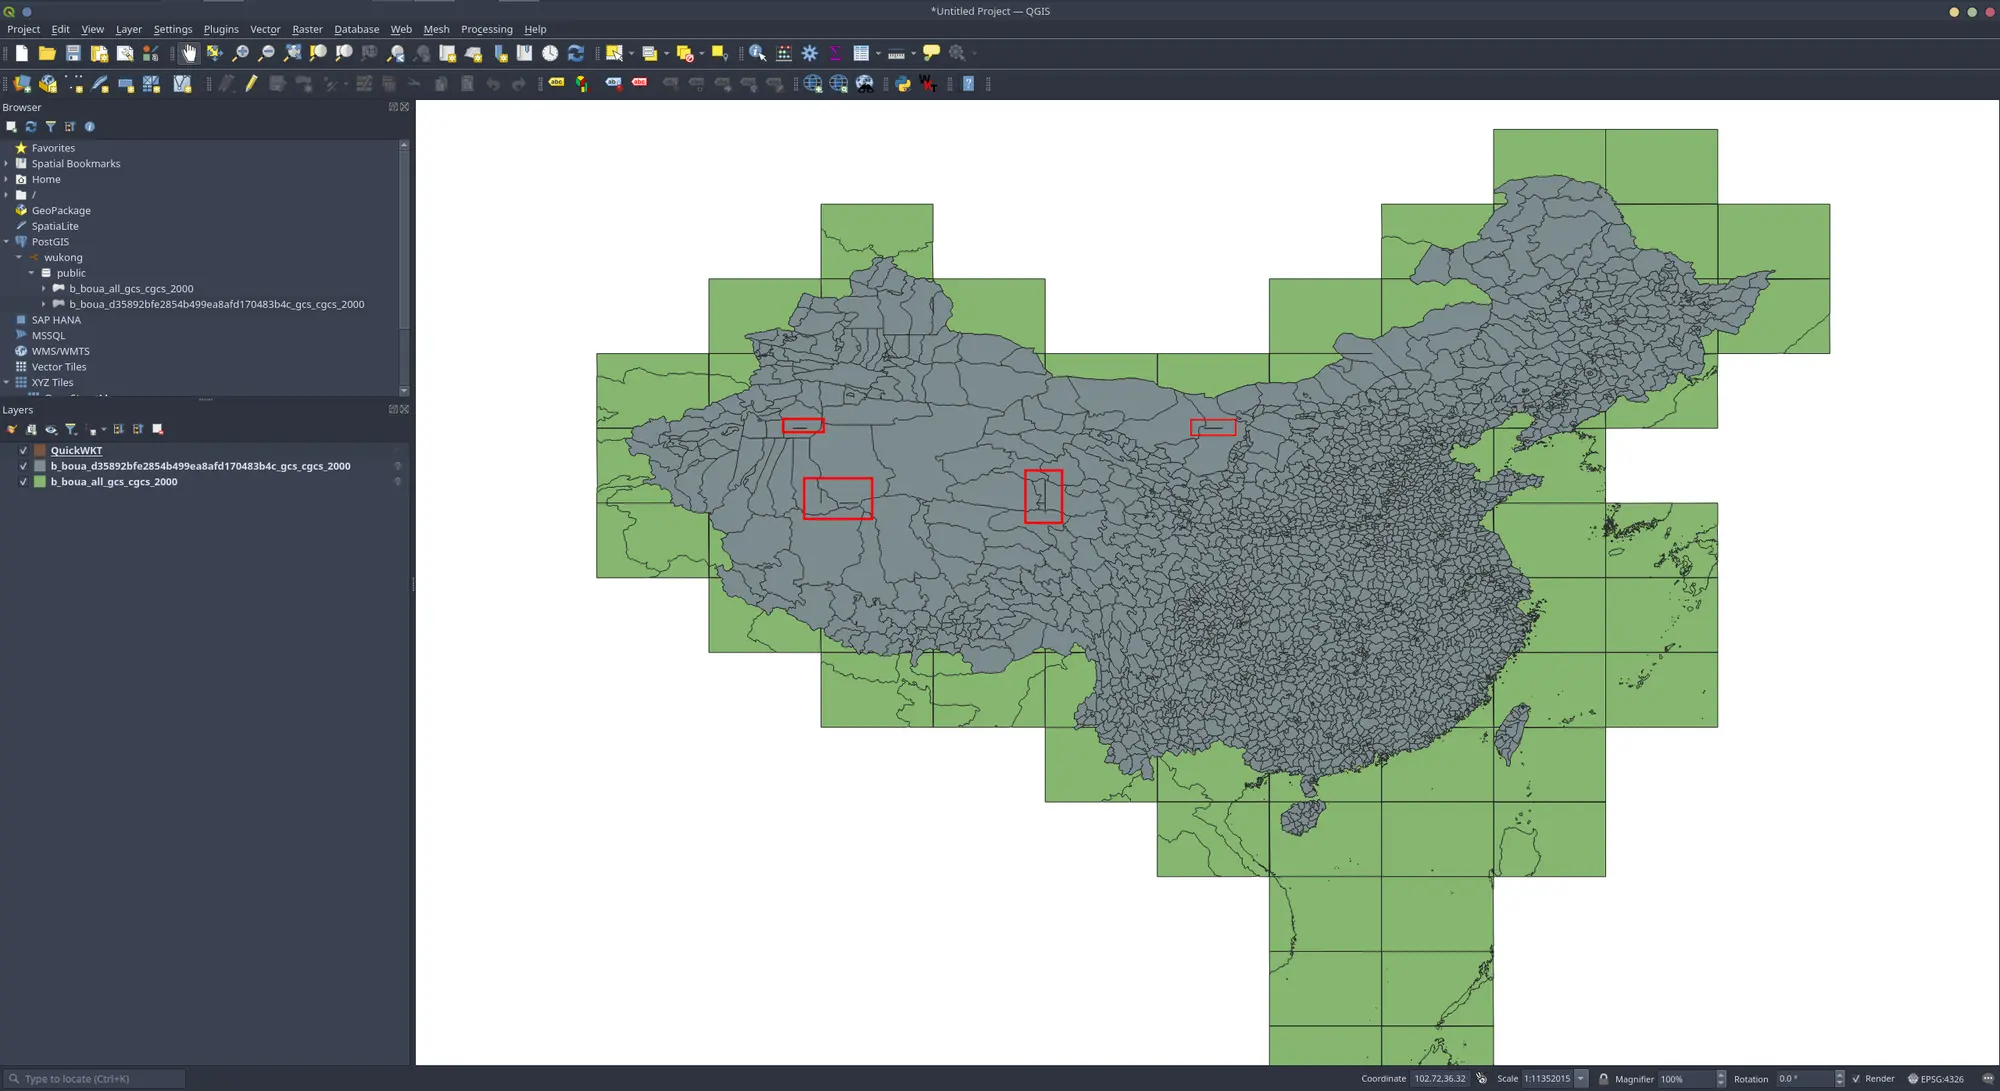 *Untitled Project — QGIS
Project Edit View Layer Settings Plugins Vector Raster Database Web Mesh Processing Help
Browser
Favorites
Spatial Bookmarks
Home
/
GeoPackage
SpatiaLite
PostGIS
wukong
public
b_boua_all_gcs_cgcs_2000
b_boua_d35892bfe2854b499ea8afd170483b4c_gcs_cgcs_2000
SAP HANA
MSSQL
WMS/WMTS
Vector Tiles
XYZ Tiles
Layers
QuickWKT
b_boua_d35892bfe2854b499ea8afd170483b4c_gcs_cgcs_2000
b_boua_all_gcs_cgcs_2000
Type to locate (Ctrl+K) Coordinate 102.72,36.32 Scale 1:11352015 Magnifier 100% Rotation 0.0 ° Render EPSG:4326